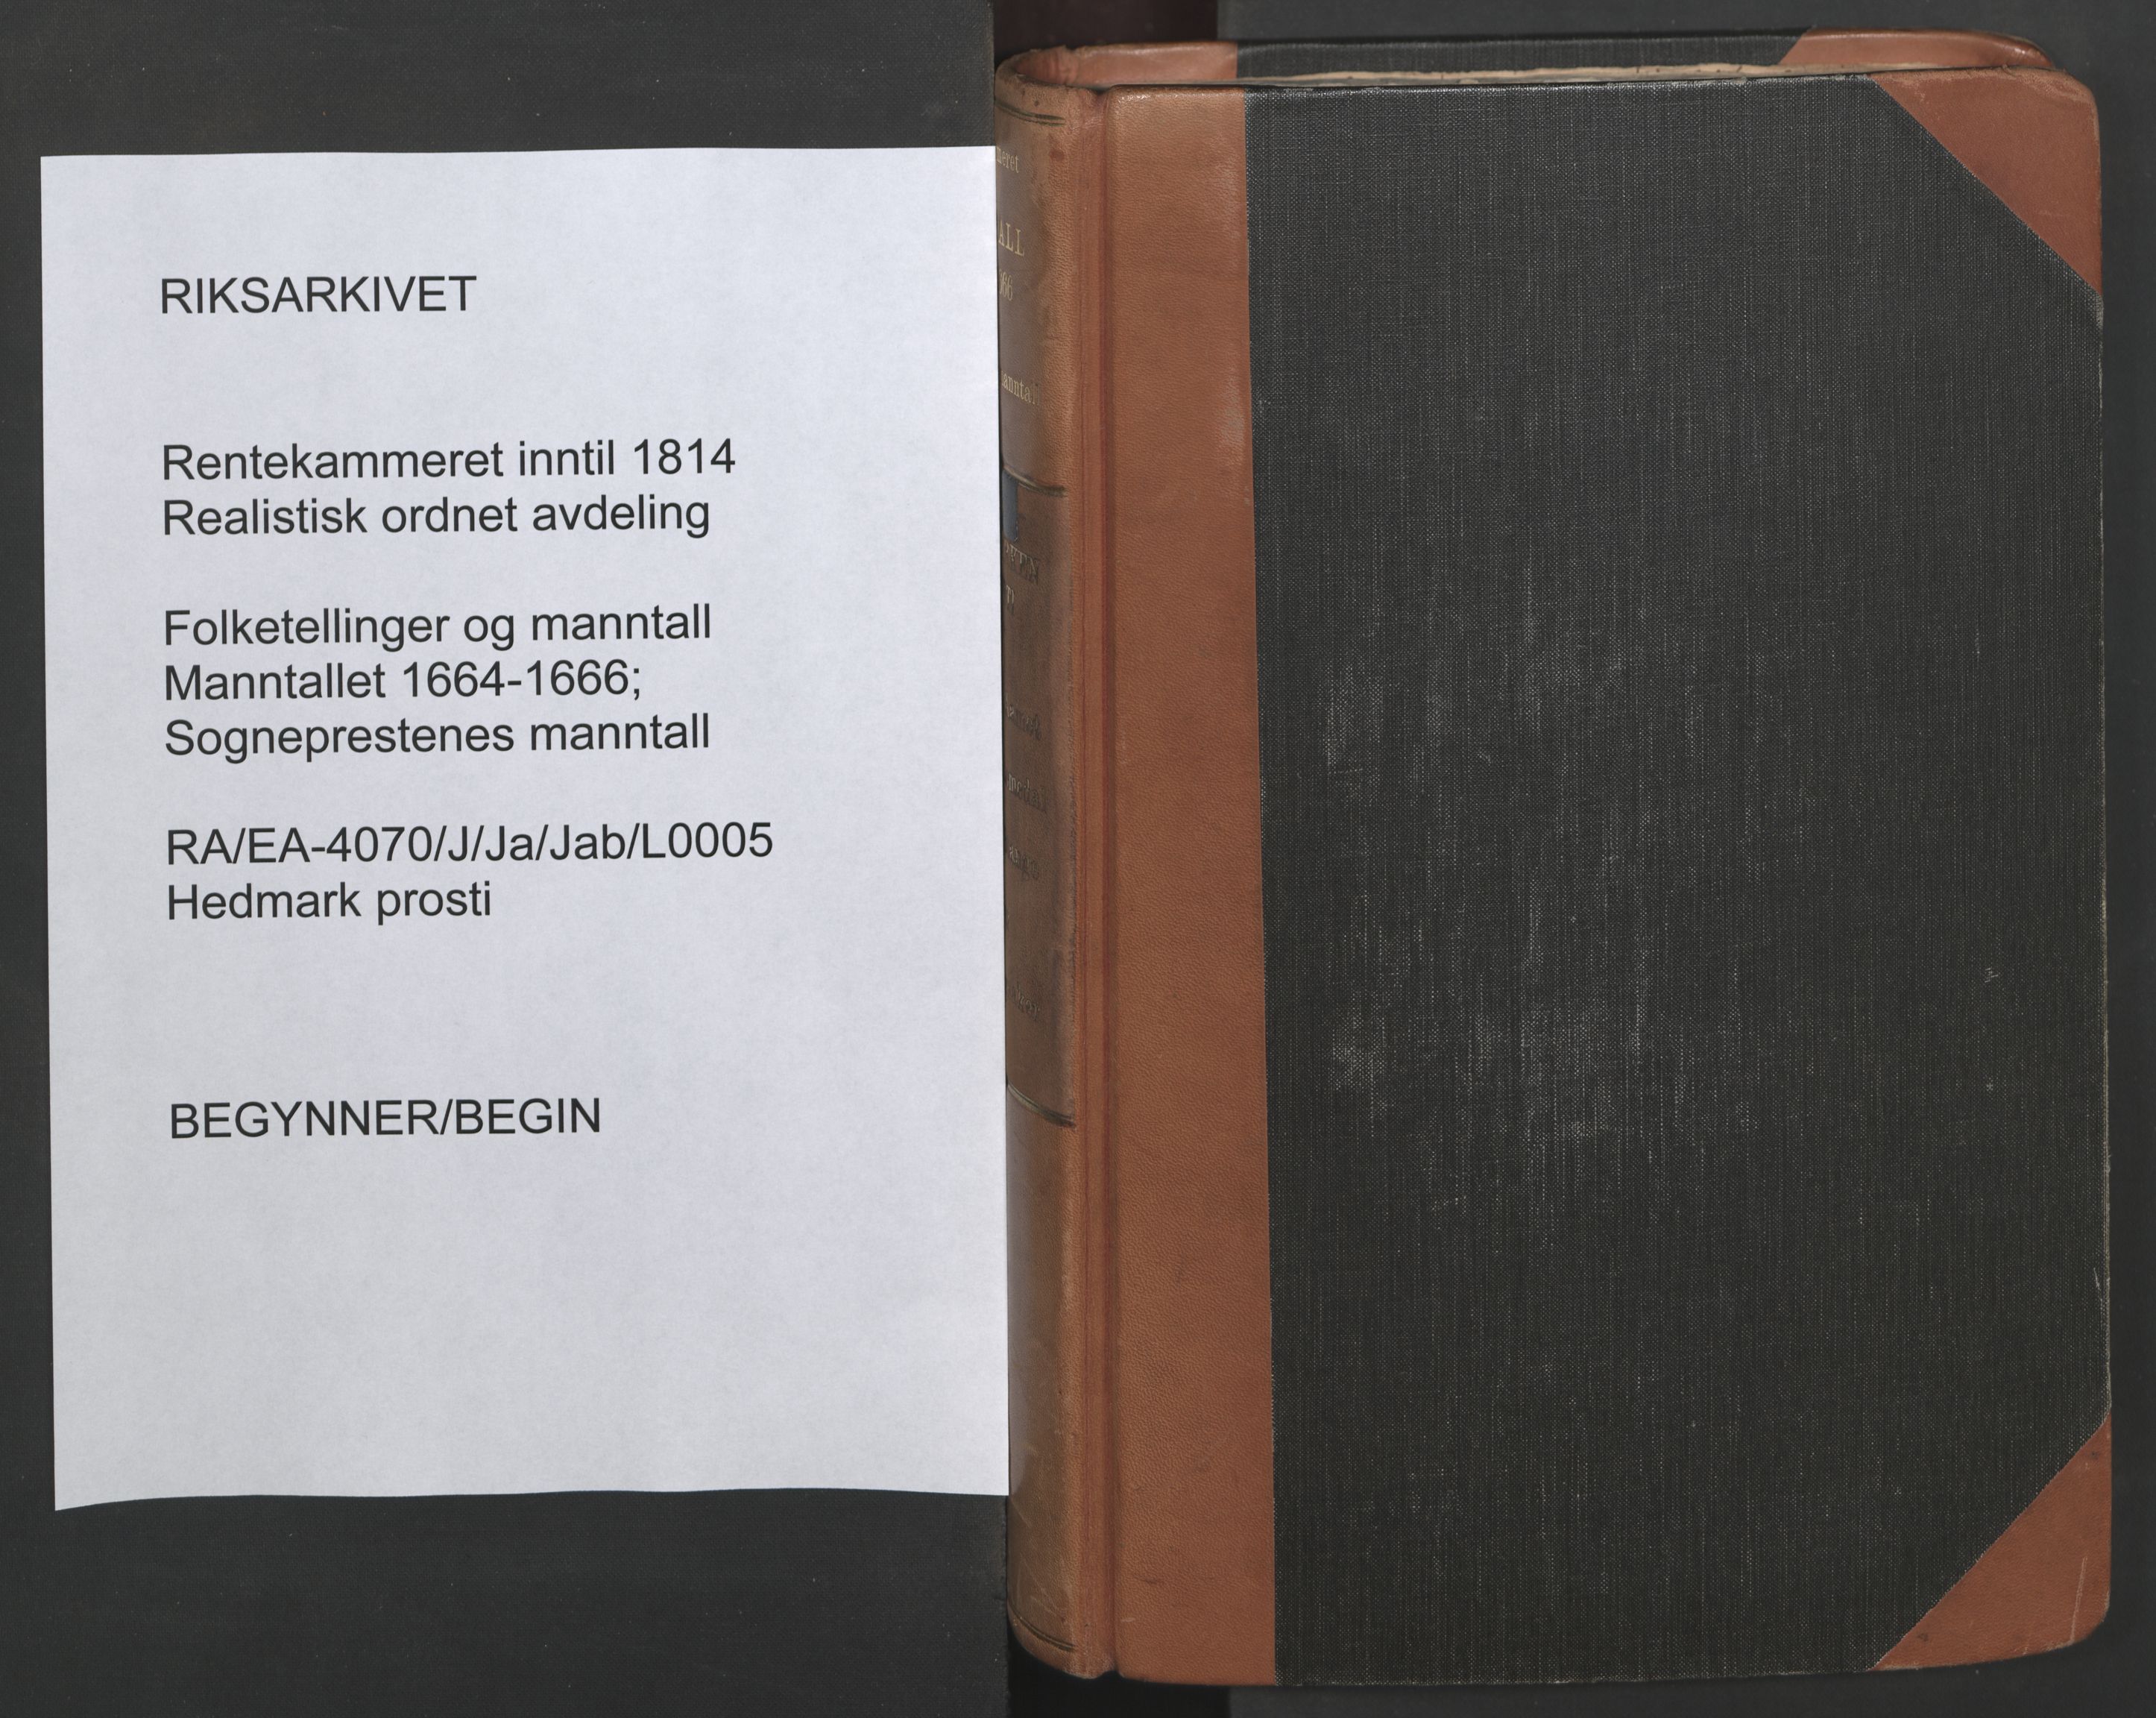 RIKSARKIVET
Rentekammeret inntil 1814
Realistisk ordnet avdeling
Folketellinger og manntall
Manntallet 1664-1666;
Sogneprestenes manntall
RA/EA-4070/J/Ja/Jab/L0005
Hedmark prosti
BEGYNNER/BEGIN